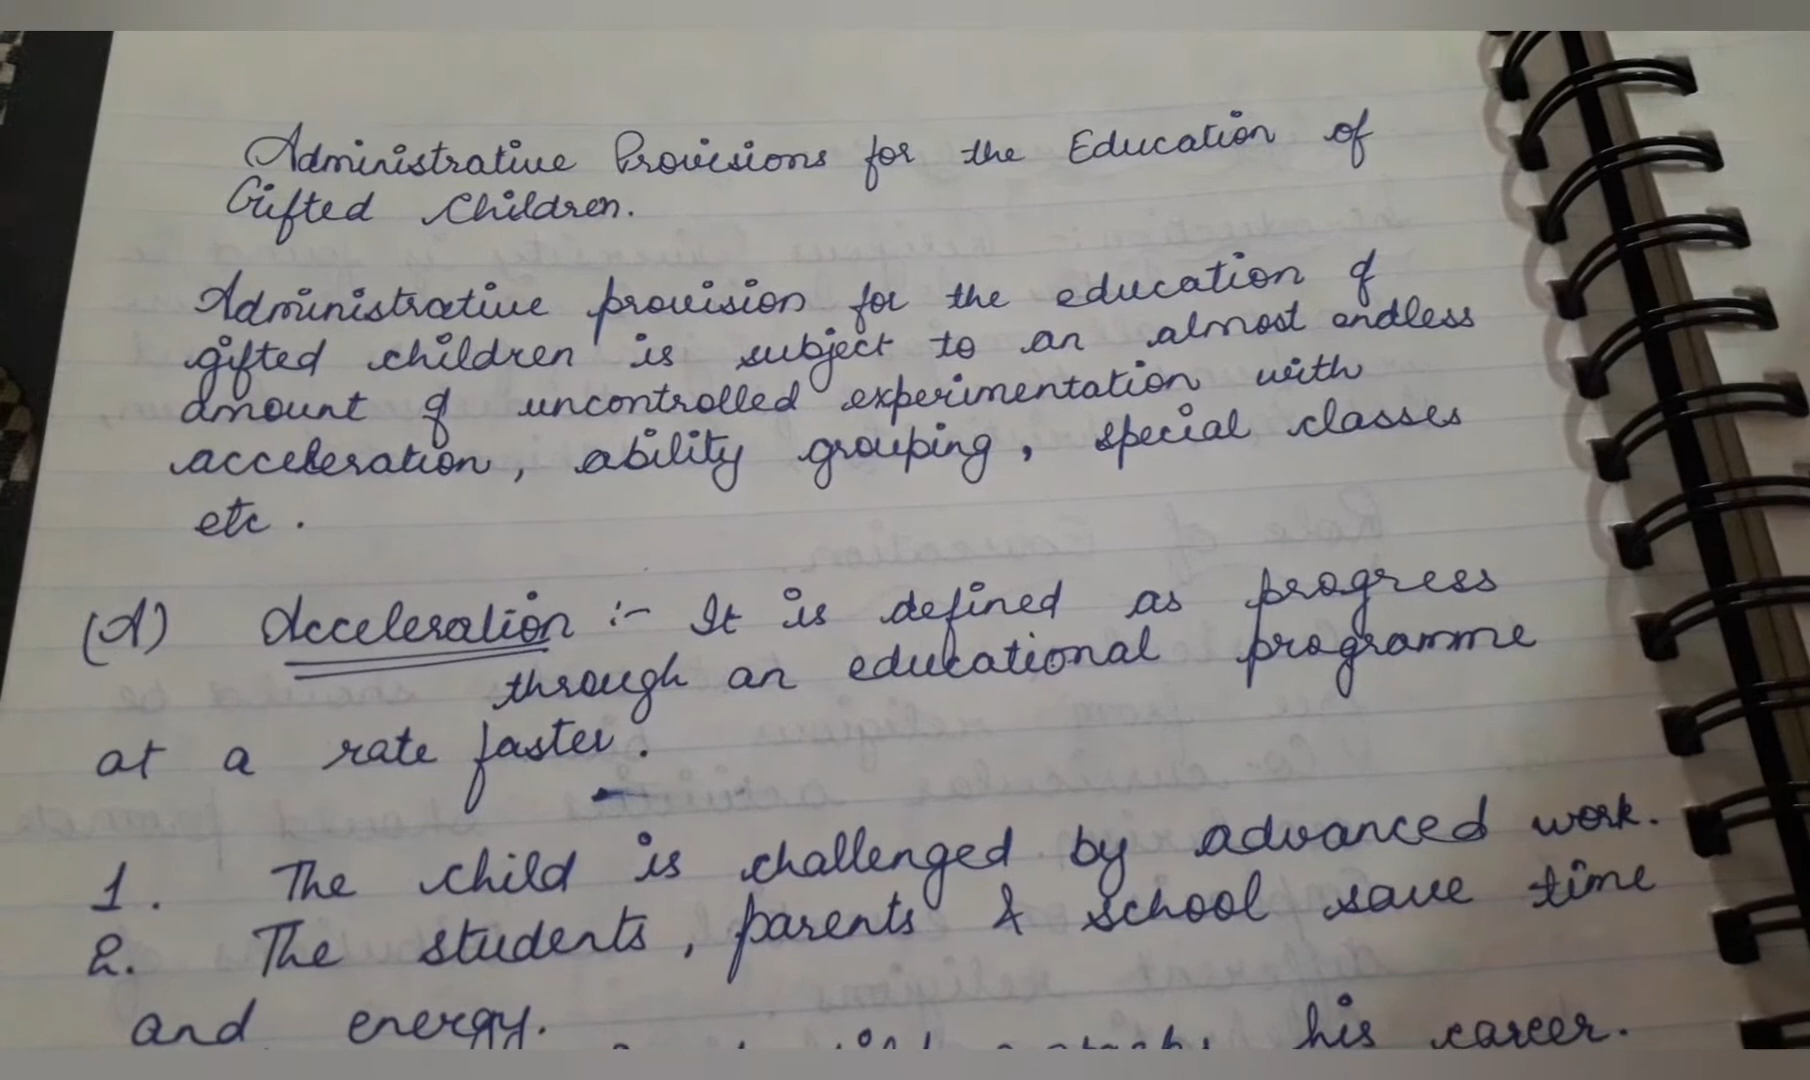 Administrative Provisions for the Education of
Gifted Children.
Administrative provision for the education of
gifted children is subject to an almost endless
amount of uncontrolled experimentation with
acceleration, ability grouping, special classes
etc.
(A) Acceleration :- It is defined as progress
through an educational programme
at a rate faster.
1. The child is challenged by advanced work.
2. The students, parents & school save time
and energy.
his career.